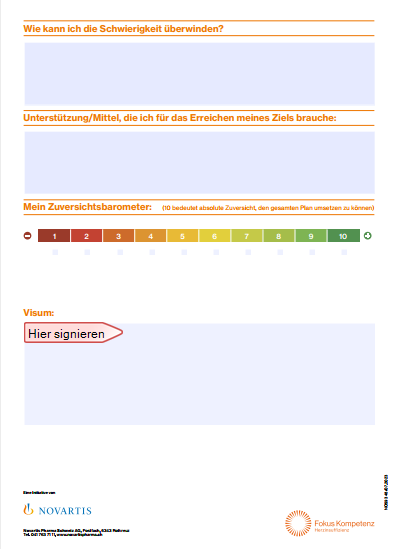 Wie kann ich die Schwierigkeit überwinden?
Unterstützung/Mittel, die ich für das Erreichen meines Ziels brauche:
Mein Zuversichtsbarometer: (10 bedeutet absolute Zuversicht, den gesamten Plan umsetzen zu können)
1 2 3 4 5 6 7 8 9 10
Visum:
Hier signieren
Eine Initiative von
NOVARTIS
Novartis Pharma Schweiz AG, Postfach, 6343 Rotkreuz
Tel. 041 763 71 11, www.novartispharma.ch
Fokus Kompetenz
Herzinsuffizienz